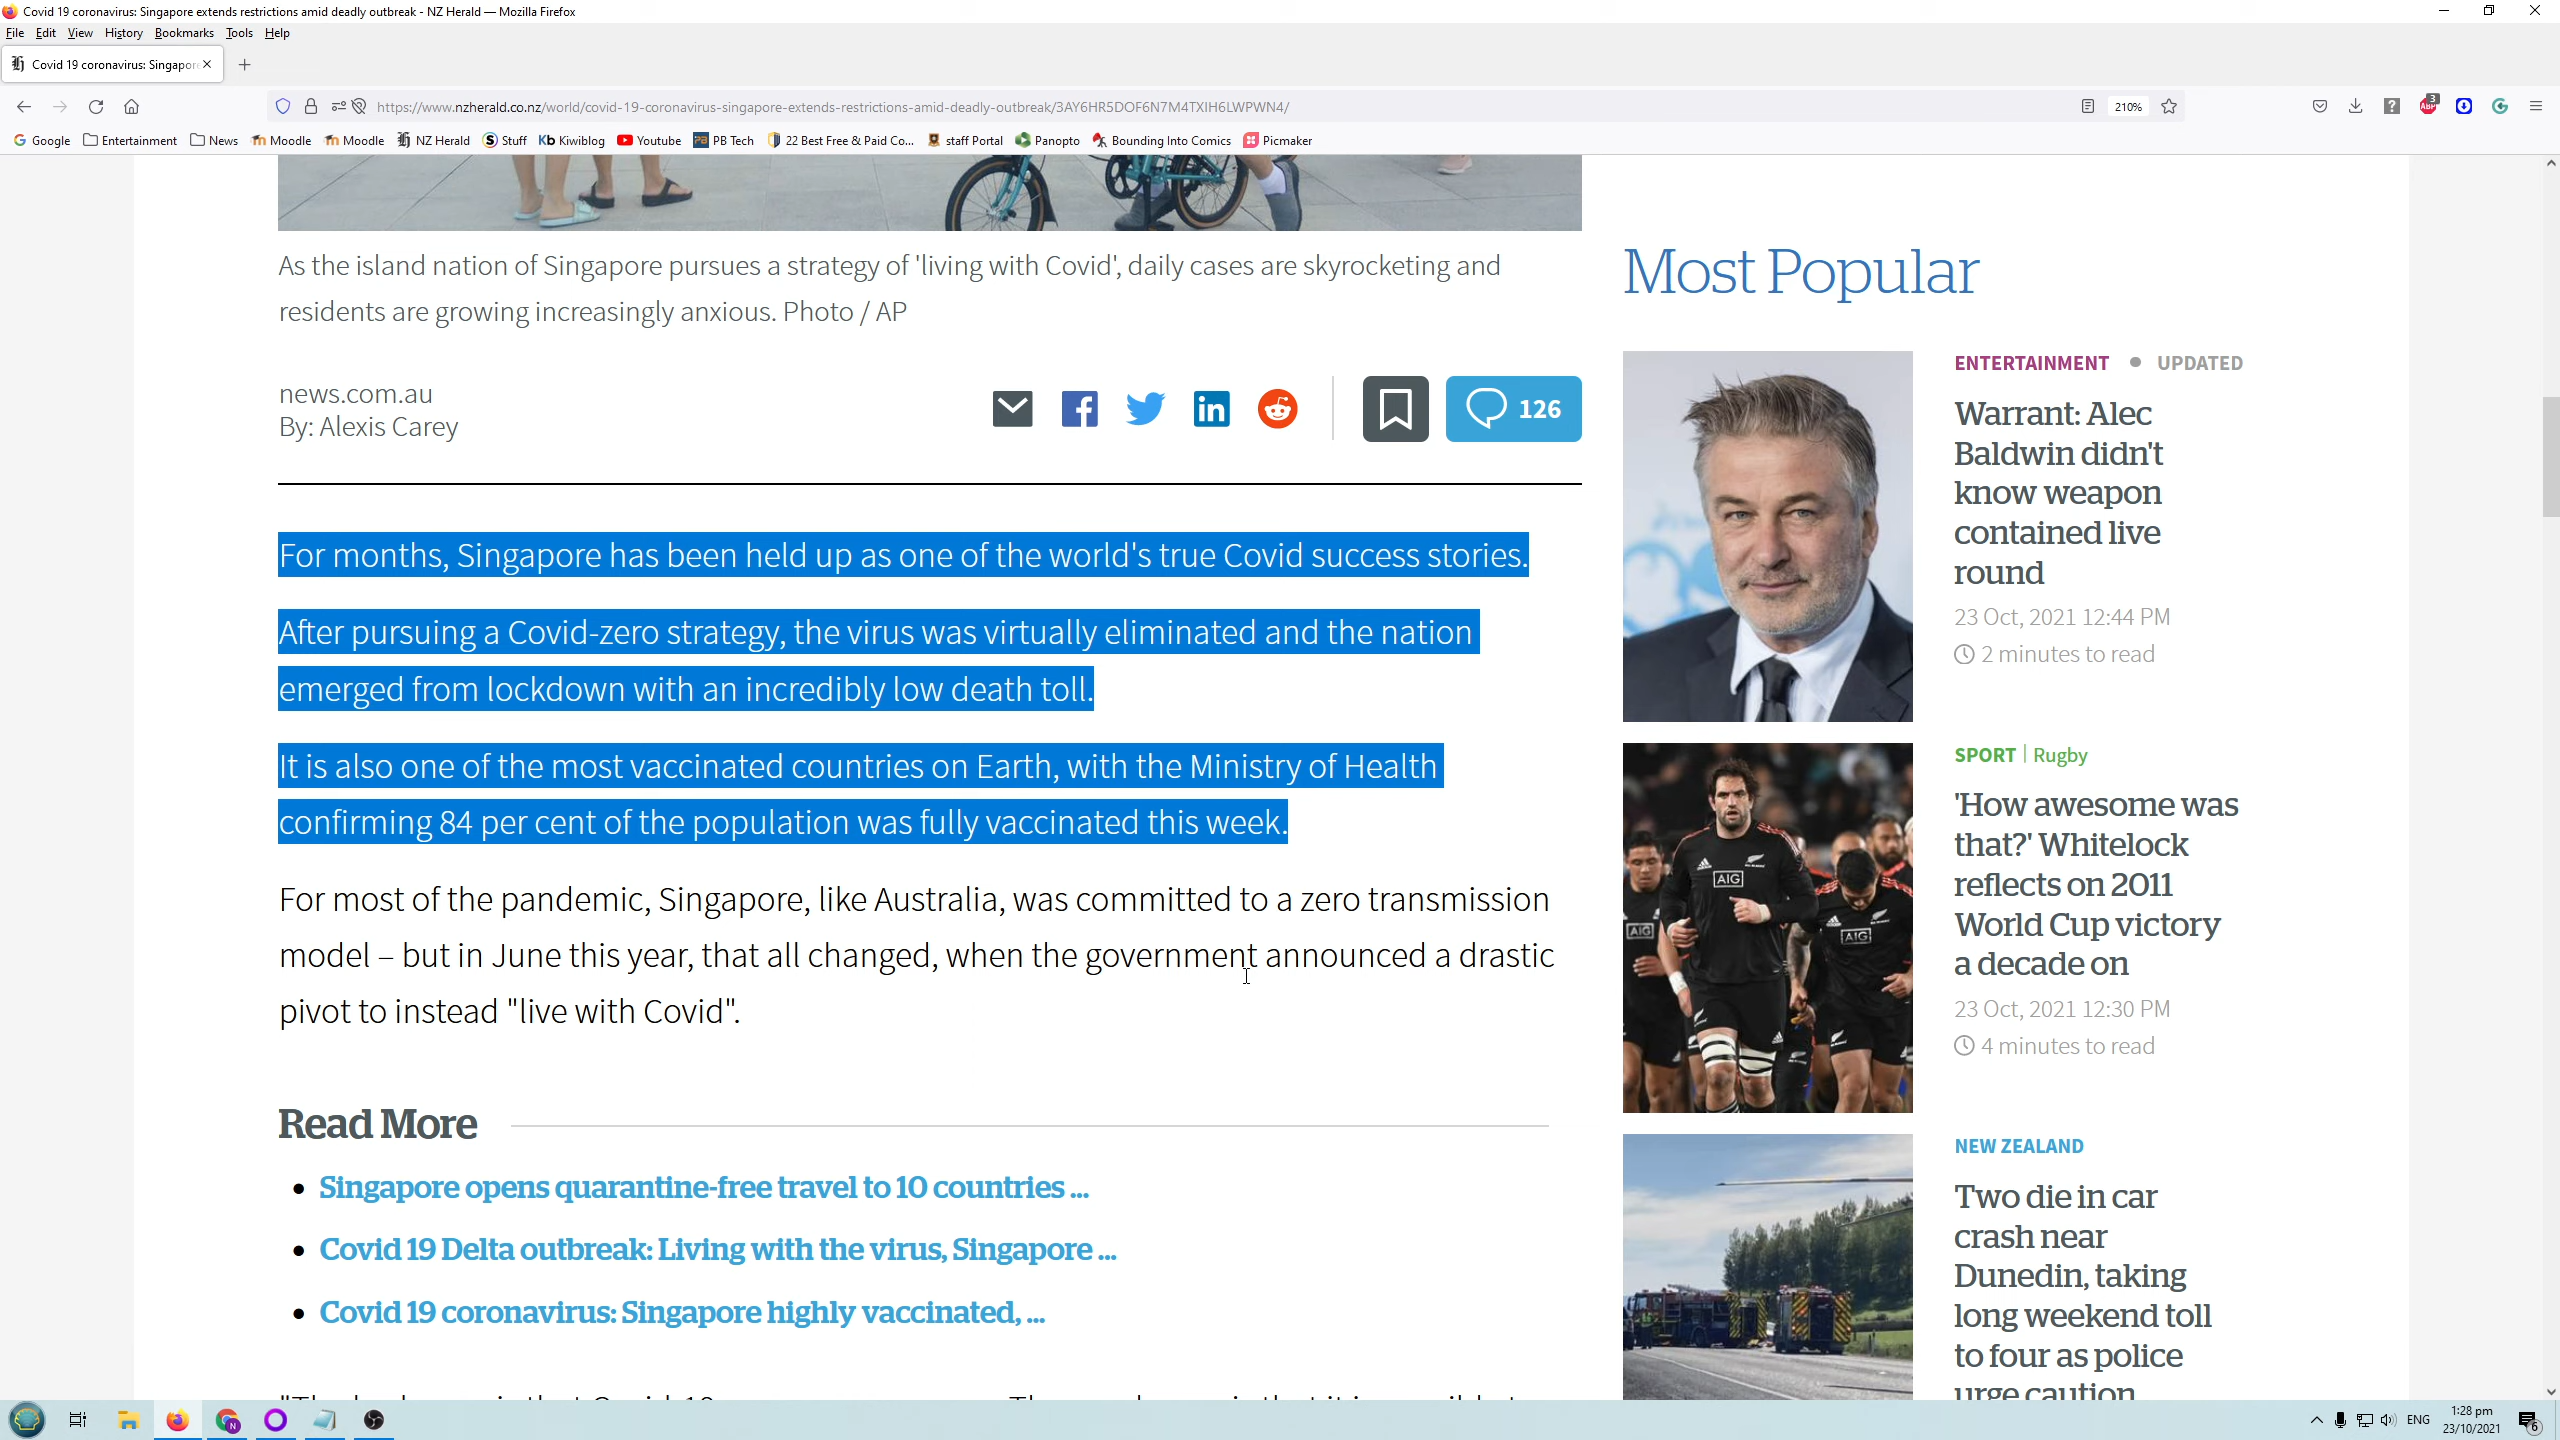 Covid 19 coronavirus: Singapore extends restrictions amid deadly outbreak - NZ Herald — Mozilla Firefox
File Edit View History Bookmarks Tools Help
Covid 19 coronavirus: Singapore
https://www.nzherald.co.nz/world/covid-19-coronavirus-singapore-extends-restrictions-amid-deadly-outbreak/3AY6HR5DOF6N7M4TXIH6LWPWN4/
210%
ABP 3
Google Entertainment News Moodle Moodle NZ Herald Stuff Kb Kiwiblog Youtube PB Tech 22 Best Free & Paid Co... staff Portal Panopto Bounding Into Comics Picmaker
As the island nation of Singapore pursues a strategy of 'living with Covid', daily cases are skyrocketing and
residents are growing increasingly anxious. Photo / AP
news.com.au
By: Alexis Carey
126
For months, Singapore has been held up as one of the world's true Covid success stories.
After pursuing a Covid-zero strategy, the virus was virtually eliminated and the nation
emerged from lockdown with an incredibly low death toll.
It is also one of the most vaccinated countries on Earth, with the Ministry of Health
confirming 84 per cent of the population was fully vaccinated this week.
For most of the pandemic, Singapore, like Australia, was committed to a zero transmission
model – but in June this year, that all changed, when the government announced a drastic
pivot to instead "live with Covid".
Read More
Singapore opens quarantine-free travel to 10 countries ...
Covid 19 Delta outbreak: Living with the virus, Singapore ...
Covid 19 coronavirus: Singapore highly vaccinated, ...
Most Popular
ENTERTAINMENT UPDATED
Warrant: Alec
Baldwin didn't
know weapon
contained live
round
23 Oct, 2021 12:44 PM
2 minutes to read
AIG
AIG
AIG
SPORT | Rugby
'How awesome was
that?' Whitelock
reflects on 2011
World Cup victory
a decade on
23 Oct, 2021 12:30 PM
4 minutes to read
NEW ZEALAND
Two die in car
crash near
Dunedin, taking
long weekend toll
to four as police
urge caution
ENG
1:28 pm
23/10/2021
6